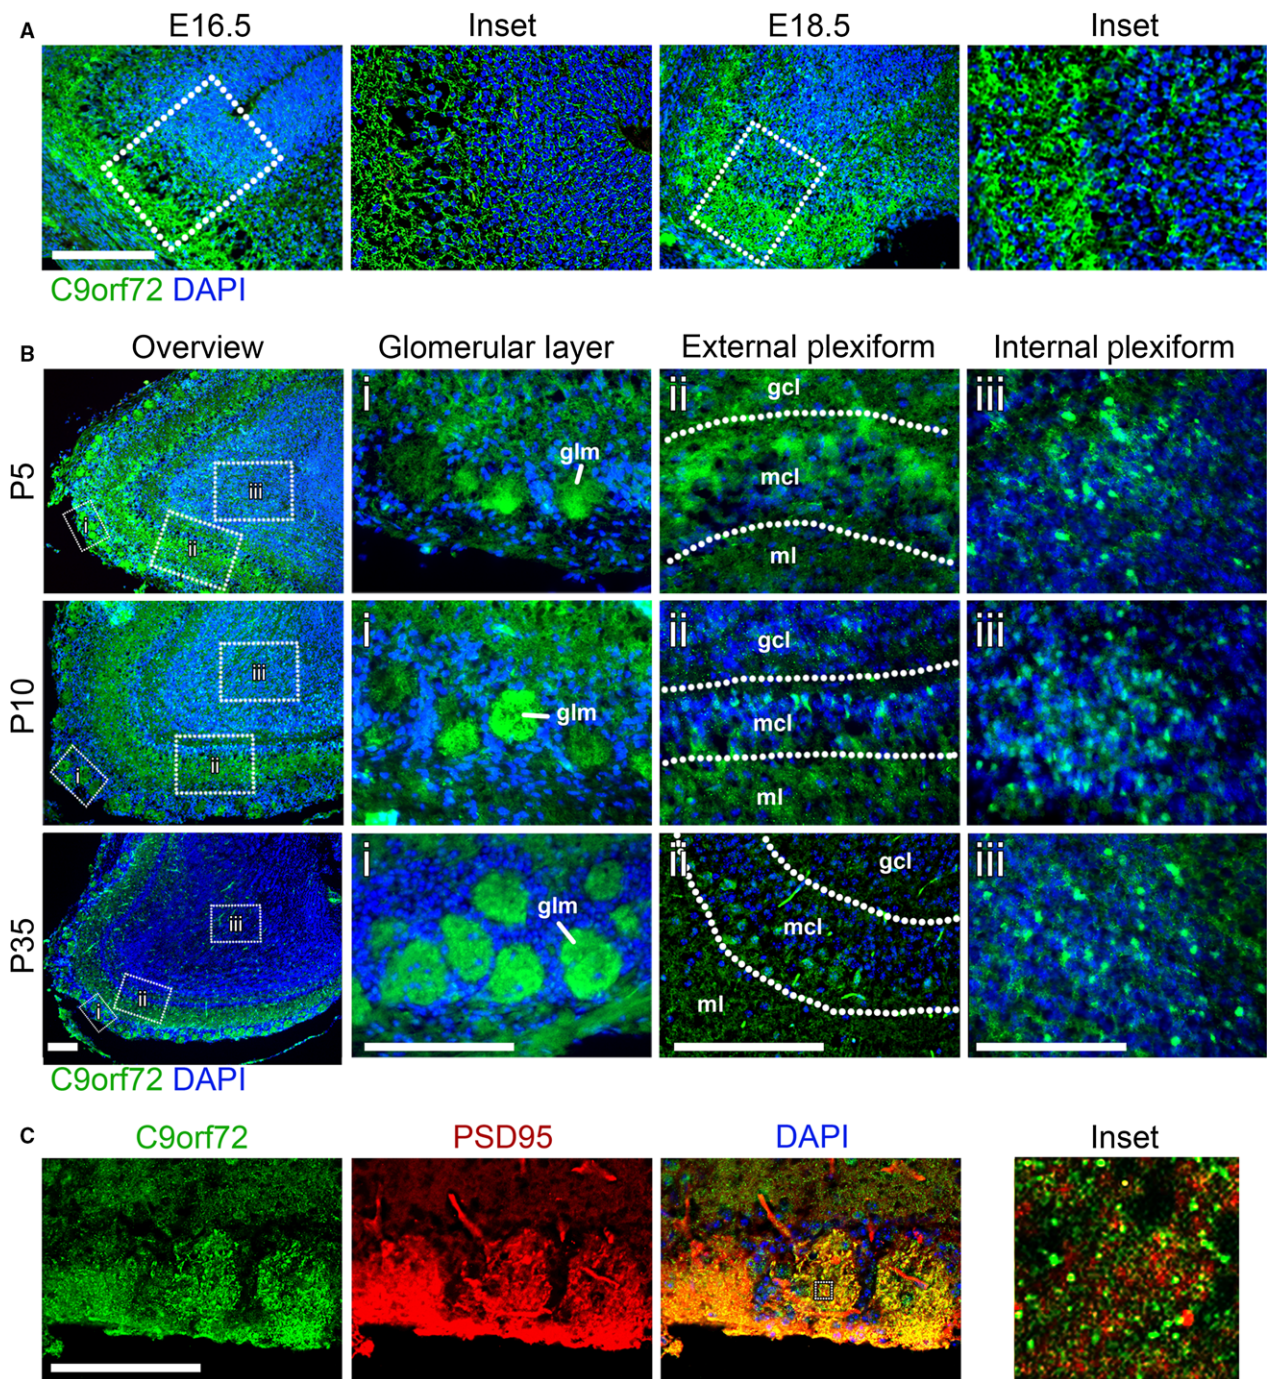 A
E16.5 Inset E18.5 Inset
C9orf72 DAPI
B
Overview Glomerular layer External plexiform Internal plexiform
P5
i ii iii
i glm
ii gcl mcl ml
iii
P10
i ii iii
i glm
ii gcl mcl ml
iii
P35
i ii iii
i glm
ii gcl mcl ml
iii
C9orf72 DAPI
C
C9orf72 PSD95 DAPI Inset